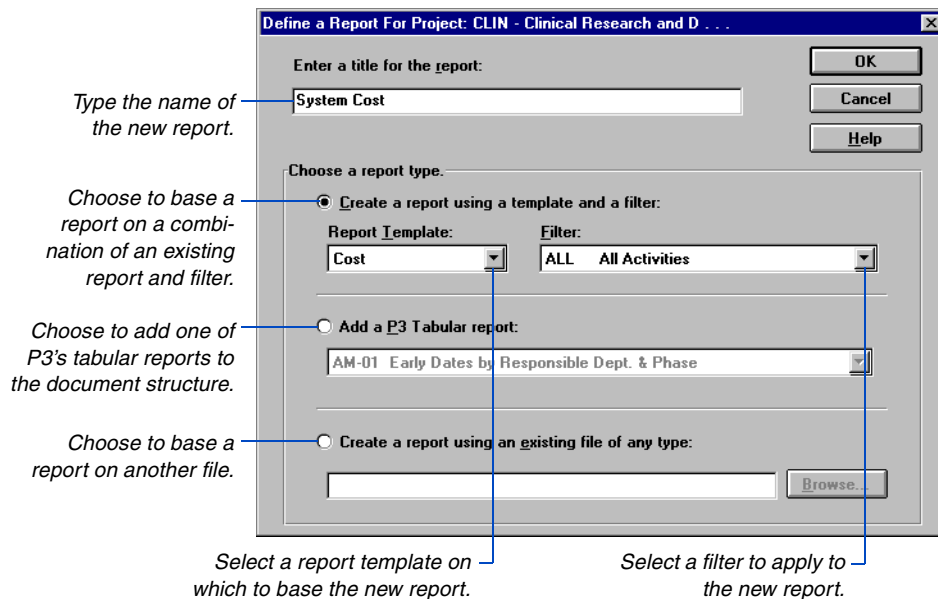 Define a Report For Project: CLIN - Clinical Research and D . . .
Enter a title for the report:
OK
System Cost
Cancel
Help
Type the name of
the new report.
Choose a report type.
Choose to base a
report on a combi-
nation of an existing
report and filter.
Create a report using a template and a filter:
Report Template:
Filter:
Cost
ALL All Activities
Choose to add one of
P3's tabular reports to
the document structure.
Add a P3 Tabular report:
AM-01 Early Dates by Responsible Dept. & Phase
Choose to base a
report on another file.
Create a report using an existing file of any type:
Browse...
Select a report template on
which to base the new report.
Select a filter to apply to
the new report.